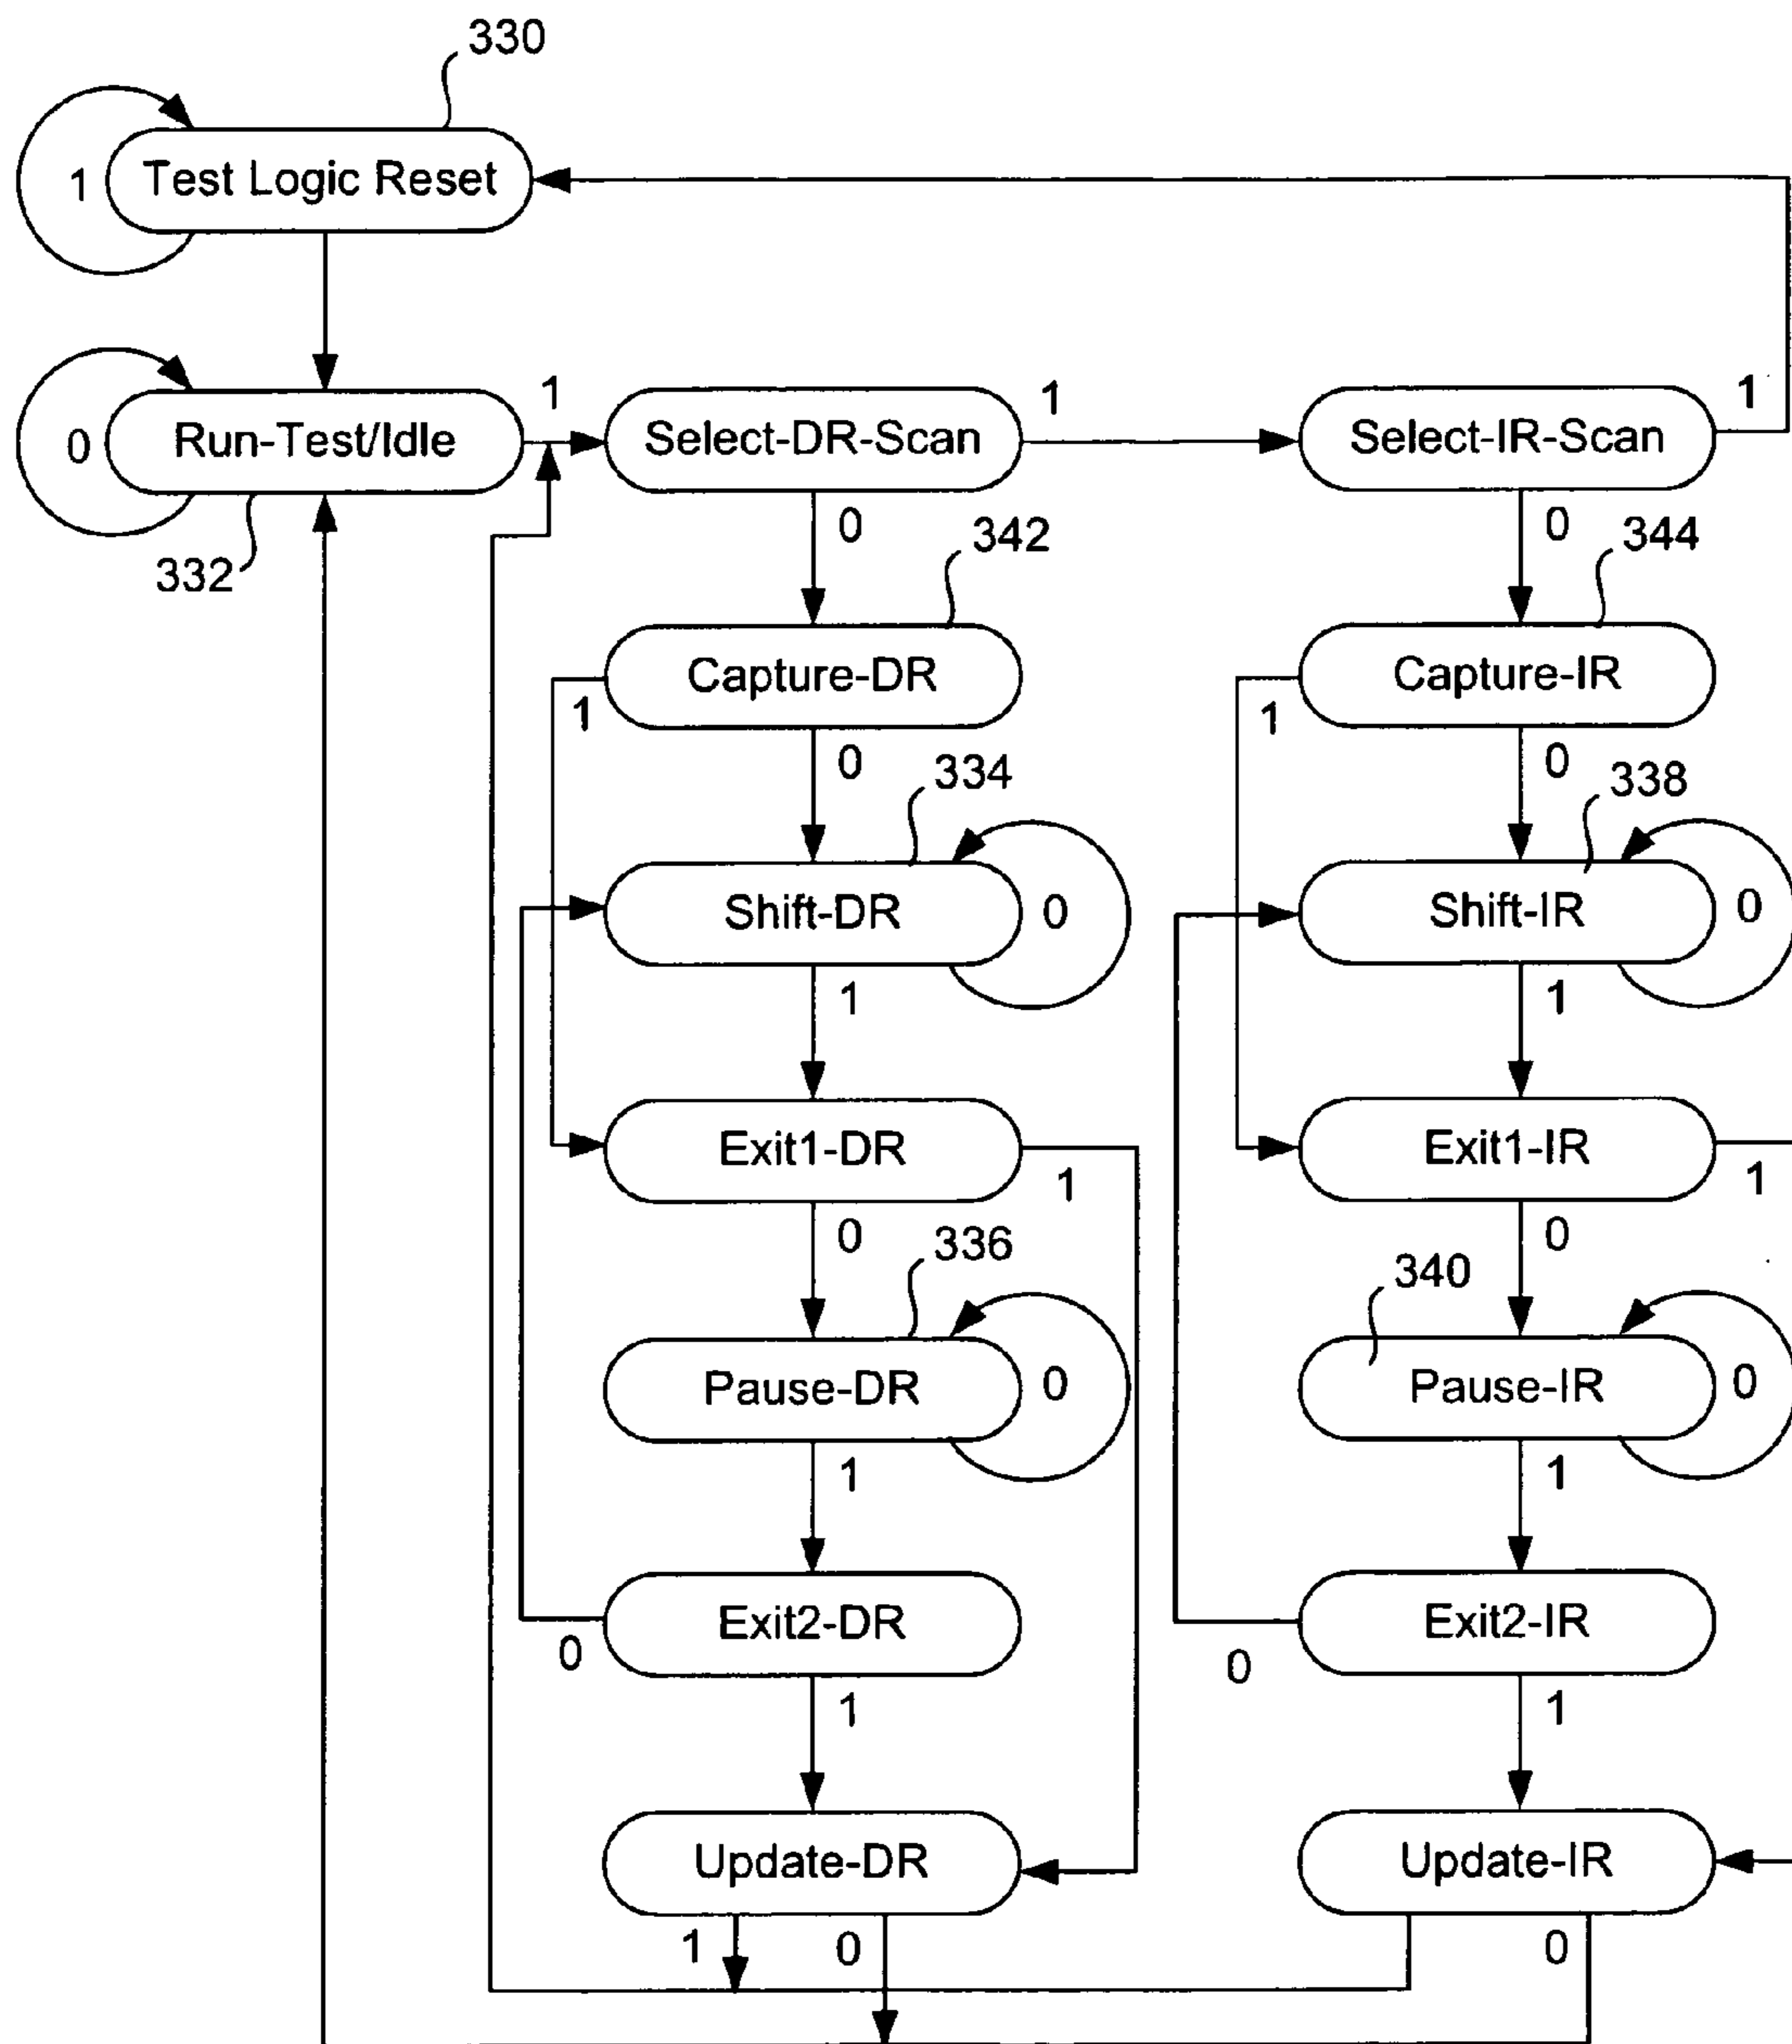 330
1
Test Logic Reset
1
1
1
0
Run-Test/Idle
Select-DR-Scan
Select-IR-Scan
332
0
342
0
344
Capture-DR
Capture-IR
1
0
334
1
0
338
Shift-DR
0
Shift-IR
0
1
1
Exit1-DR
1
Exit1-IR
1
0
336
0
340
Pause-DR
0
Pause-IR
0
1
1
Exit2-DR
Exit2-IR
0
0
1
1
Update-DR
Update-IR
1
0
0